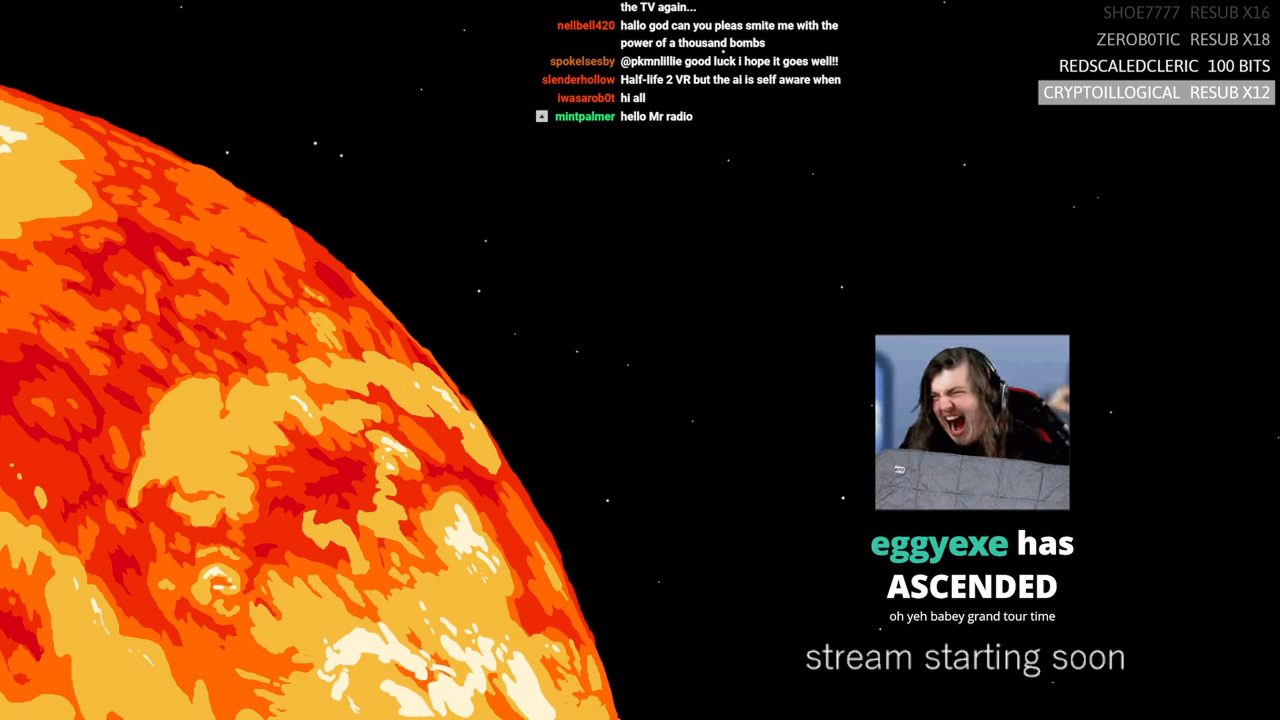 the TV again...
nellbell420 hallo god can you pleas smite me with the
power of a thousand bombs
spokelsesby @pkmnlillie good luck i hope it goes well!!
slenderhollow Half-life 2 VR but the ai is self aware when
iwasarob0t hi all
mintpalmer hello Mr radio
SHOE7777 RESUB X16
ZEROB0TIC RESUB X18
REDSCALEDCLERIC 100 BITS
CRYPTOILLOGICAL RESUB X12
eggyexe has
ASCENDED
oh yeh babey grand tour time
stream starting soon